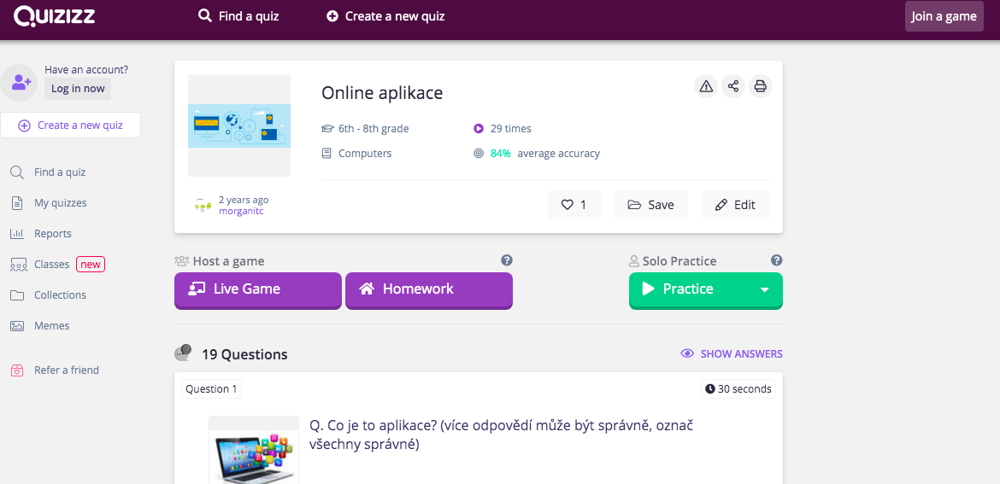 QUIZIZZ
Find a quiz
Create a new quiz
Join a game
Have an account?
Log in now
Create a new quiz
Find a quiz
My quizzes
Reports
Classes new
Collections
Memes
Refer a friend
Online aplikace
6th - 8th grade
29 times
Computers
84% average accuracy
2 years ago
morganitc
1
Save
Edit
Host a game
?
Solo Practice
?
Live Game
Homework
Practice
19 Questions
SHOW ANSWERS
Question 1
30 seconds
Q. Co je to aplikace? (více odpovědí může být správně, označ
všechny správné)